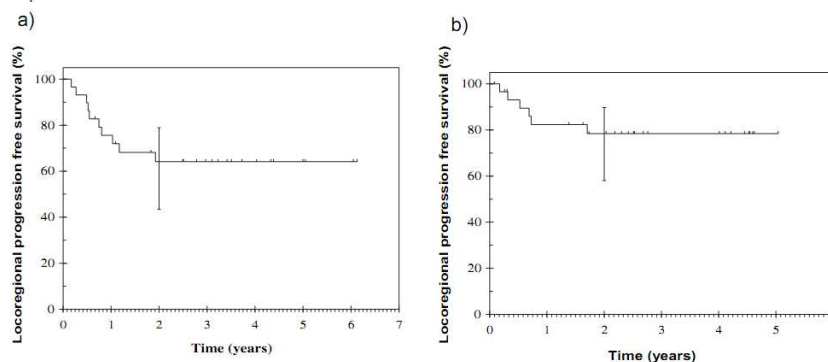 a)
Locoregional progression free survival (%)
100
80
60
40
20
0
0 1 2 3 4 5 6 7
Time (years)
b)
Locoregional progression free survival (%)
100
80
60
40
20
0
0 1 2 3 4 5
Time (years)